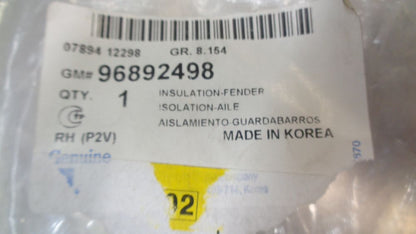 07894 12298 GR. 8.154
GM# 96892498
QTY. 1 INSULATION-FENDER
ISOLATION-AILE
AISLAMIENTO GUARDABARROS
RH (P2V) MADE IN KOREA
Genuine
Korea
02